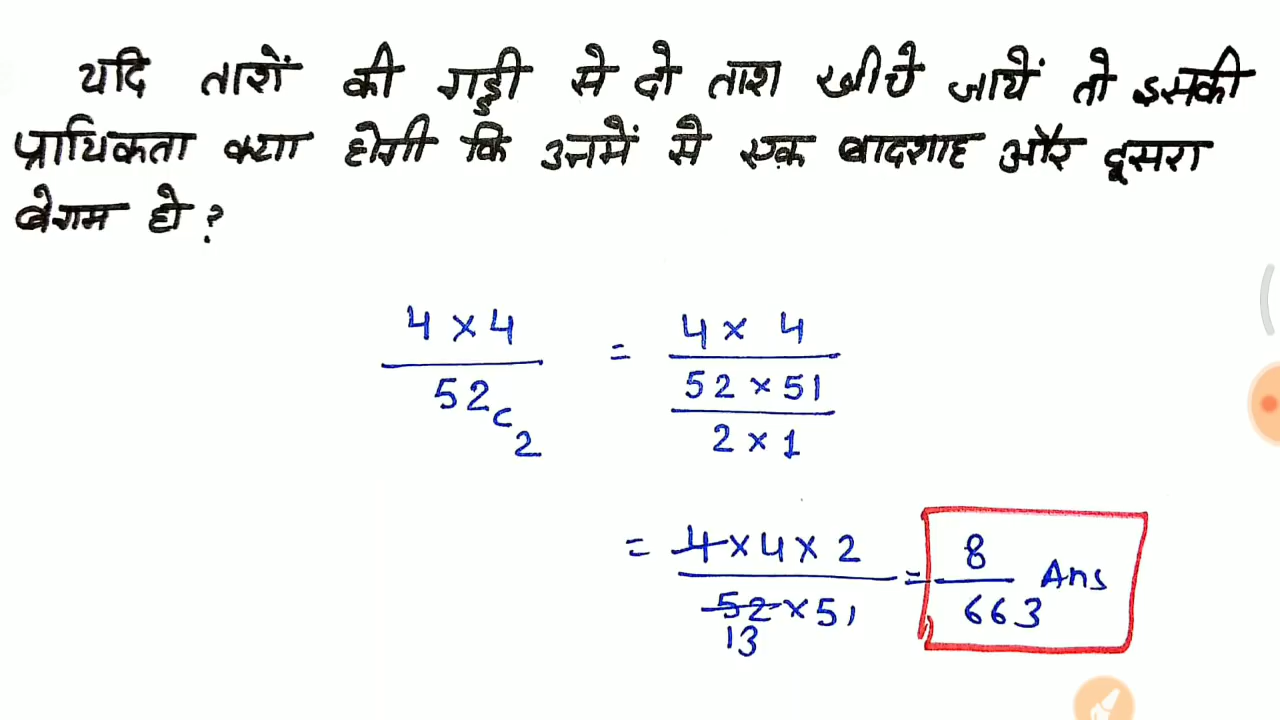 यदि ताशों की गड्डी से दो ताश खीचे जायें तो इसकी
प्रायिकता क्या होगी कि उनमें से एक बादशाह और दूसरा
बेगम हो?
4 × 4 / 52c2 = 4 × 4 / (52 × 51 / 2 × 1)
= 4 × 4 × 2 / 52 × 51 = 8 / 663 Ans
13